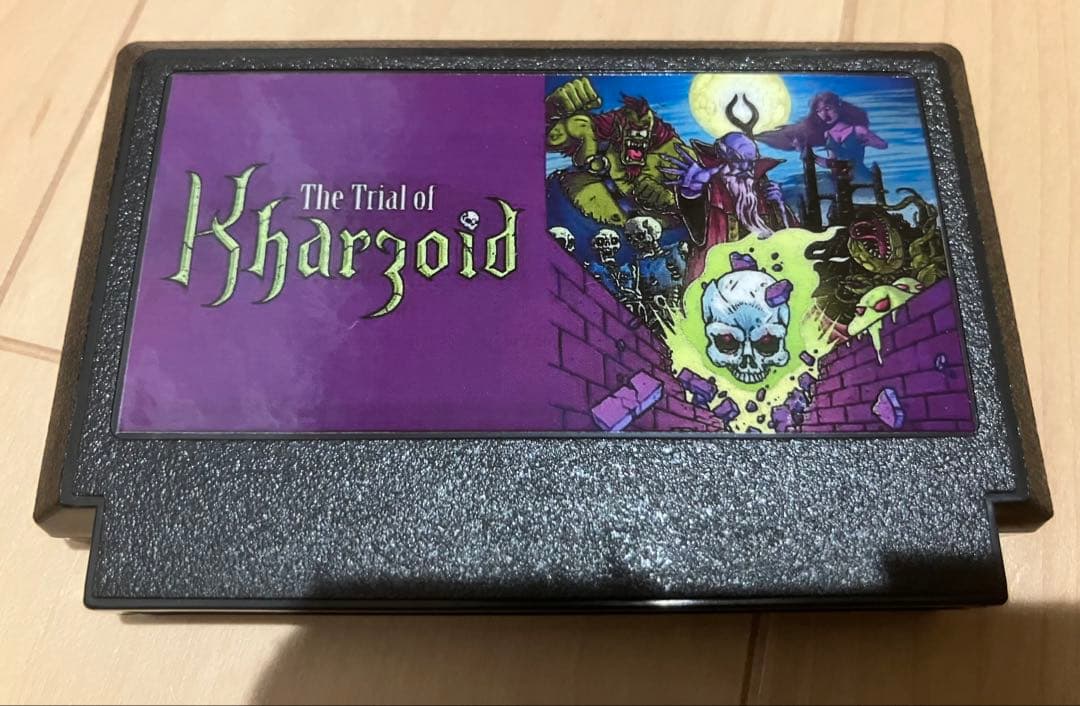 The Trial of
Kharzoid